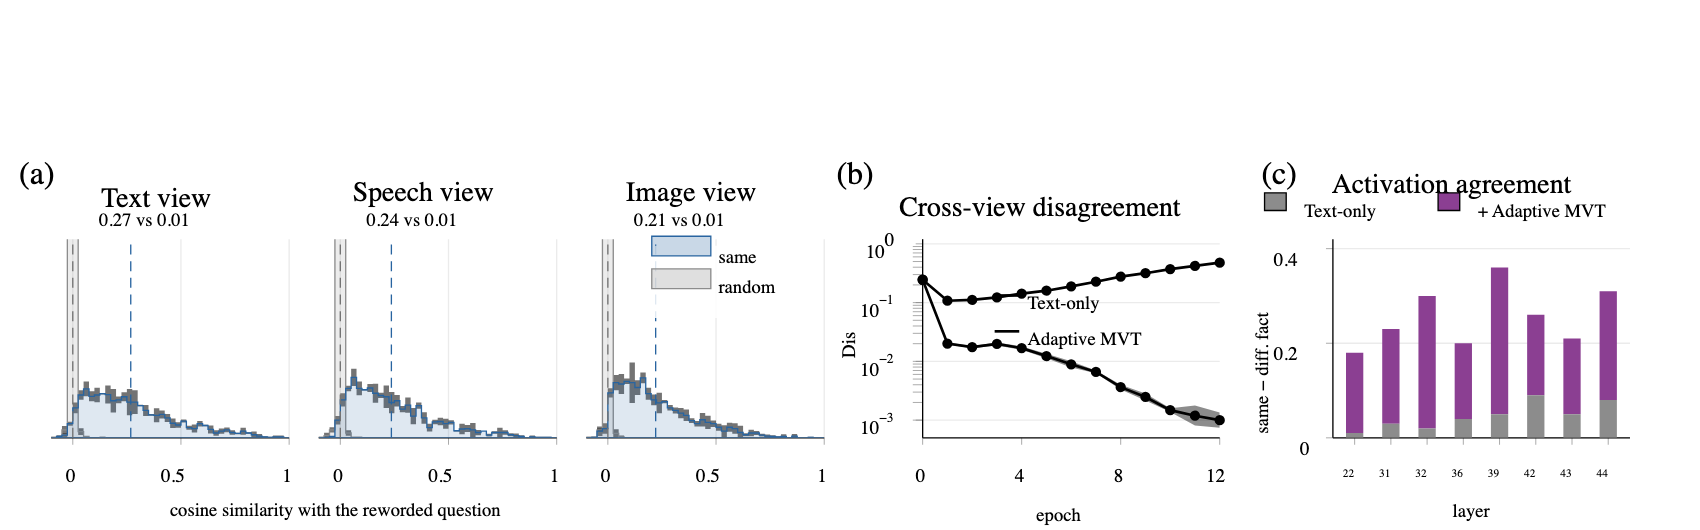 (a)
Text view
0.27 vs 0.01
Speech view
0.24 vs 0.01
Image view
0.21 vs 0.01
same
random
0 0.5 1
0 0.5 1
0 0.5 1
cosine similarity with the reworded question
(b)
Cross-view disagreement
10^0
10^−1
10^−2
10^−3
Dis
Text-only
Adaptive MVT
0 4 8 12
epoch
(c)
Activation agreement
Text-only
+ Adaptive MVT
0.4
0.2
0
same − diff. fact
22 31 32 36 39 42 43 44
layer